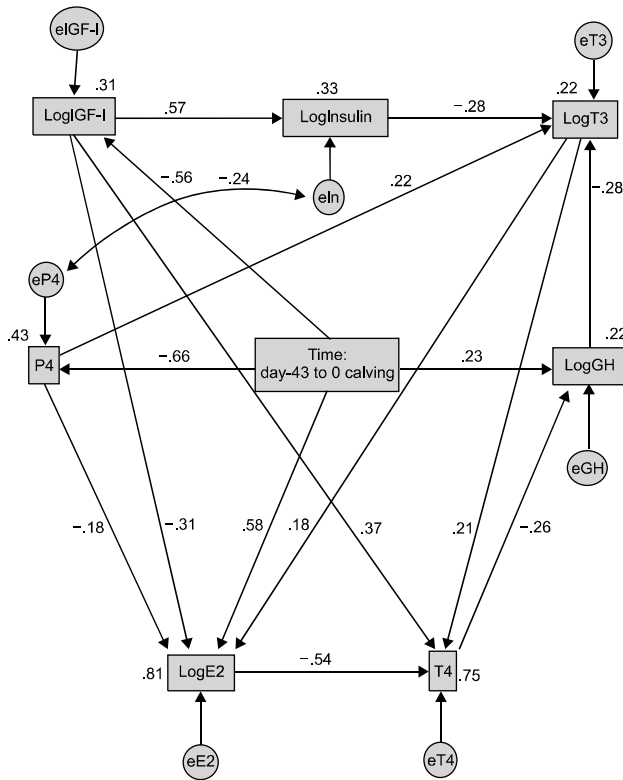 eIGF-I
eT3
.31
.33
.22
LogIGF-I
.57
LogInsulin
−.28
LogT3
−.56
−.24
eIn
.22
−.28
eP4
.43
P4
−.66
Time:
day-43 to 0 calving
.23
.22
LogGH
eGH
−.18
−.31
.58
.18
.37
.21
−.26
.81
LogE2
−.54
T4
.75
eE2
eT4